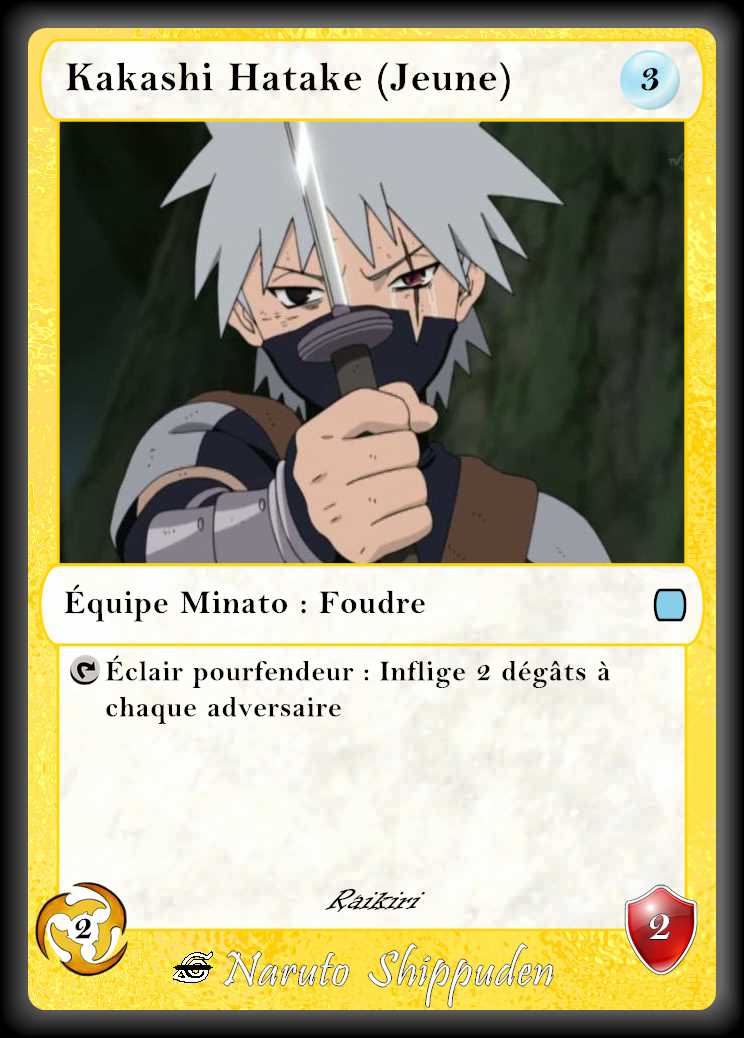 Kakashi Hatake (Jeune)
3
Équipe Minato : Foudre
Éclair pourfendeur : Inflige 2 dégâts à
chaque adversaire
Raikiri
2
2
Naruto Shippuden